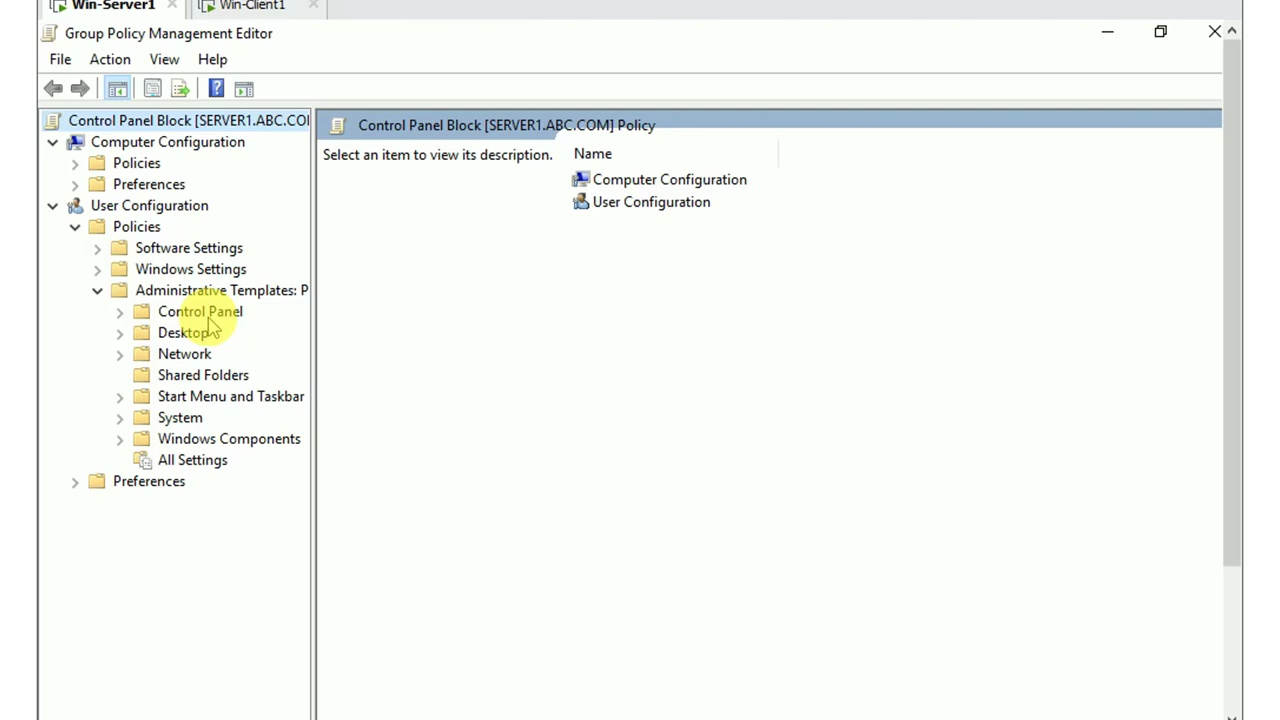 Win-Server1
Win-Client1
Group Policy Management Editor
File Action View Help
Control Panel Block [SERVER1.ABC.COM
Computer Configuration
Policies
Preferences
User Configuration
Policies
Software Settings
Windows Settings
Administrative Templates: P
Control Panel
Desktop
Network
Shared Folders
Start Menu and Taskbar
System
Windows Components
All Settings
Preferences
Control Panel Block [SERVER1.ABC.COM] Policy
Select an item to view its description.
Name
Computer Configuration
User Configuration